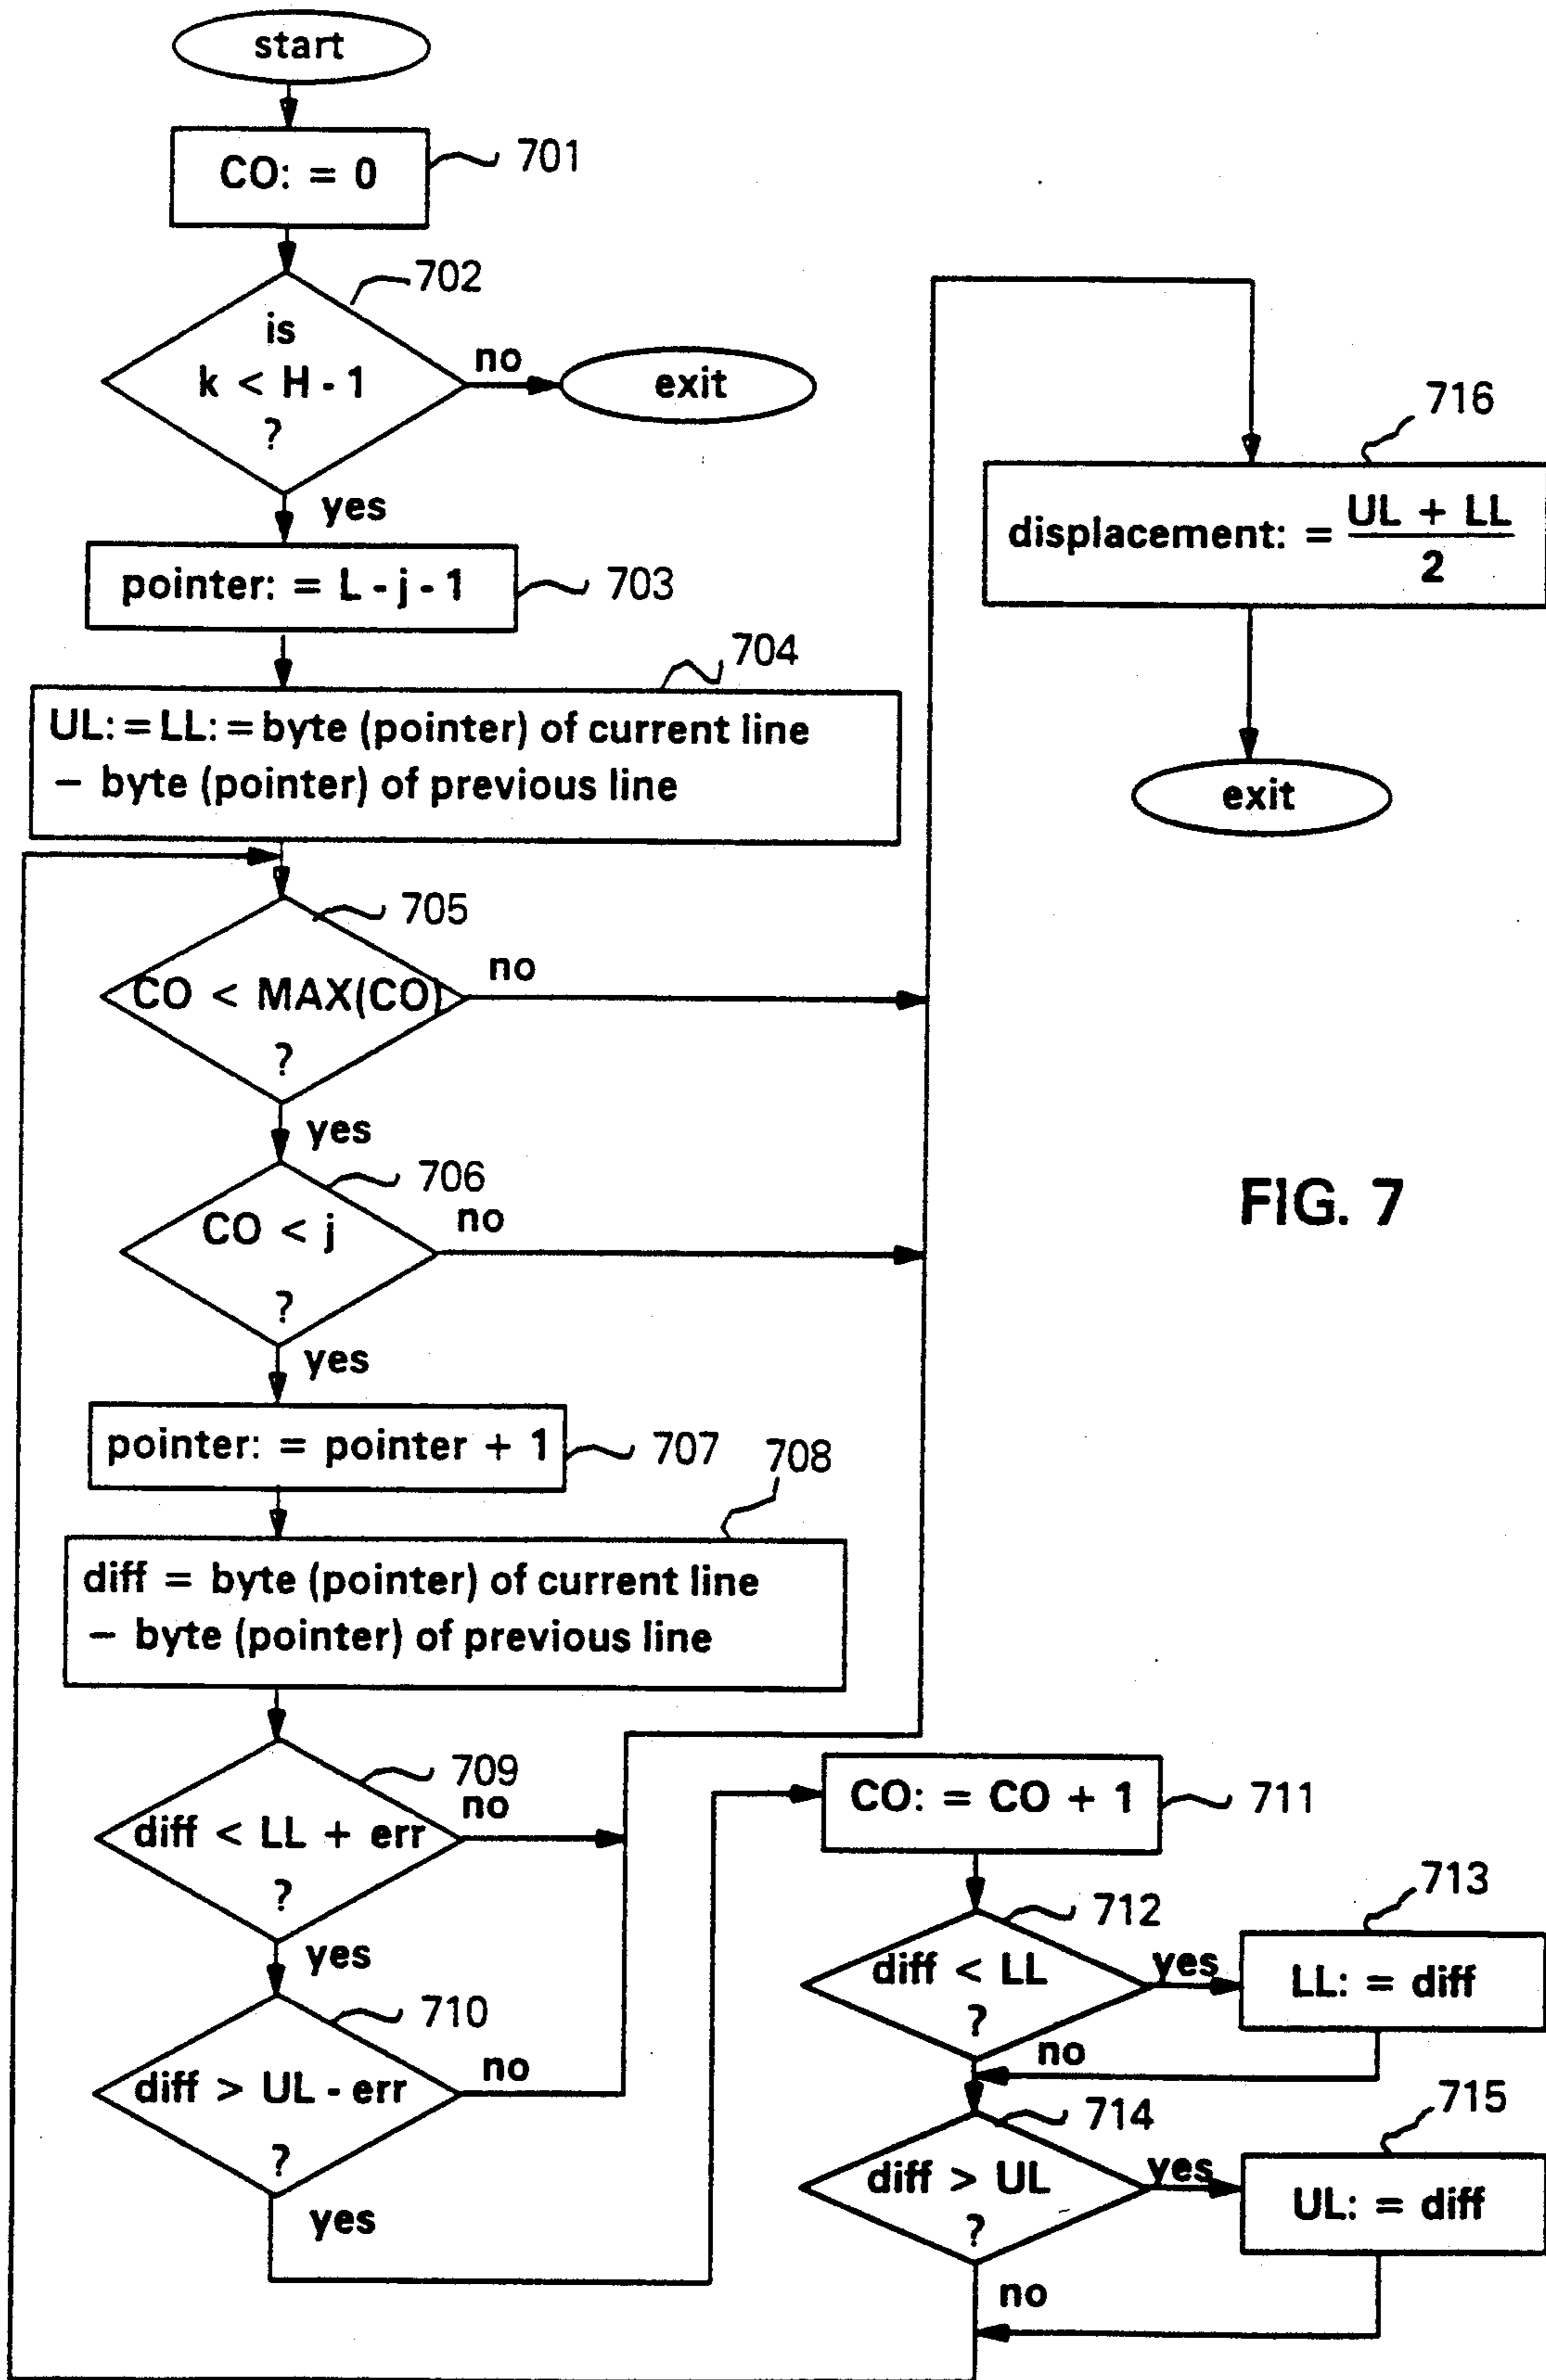 start
CO: = 0
701
702
is
k < H - 1
?
no
exit
yes
pointer: = L - j - 1
703
704
UL: = LL: = byte (pointer) of current line
– byte (pointer) of previous line
705
CO < MAX(CO)
?
no
yes
706
CO < j
?
no
yes
pointer: = pointer + 1
707
708
diff = byte (pointer) of current line
– byte (pointer) of previous line
709
diff < LL + err
?
no
yes
710
diff > UL - err
?
no
yes
CO: = CO + 1
711
712
diff < LL
?
yes
713
LL: = diff
no
714
diff > UL
?
yes
715
UL: = diff
no
716
displacement: = UL + LL
2
exit
FIG. 7